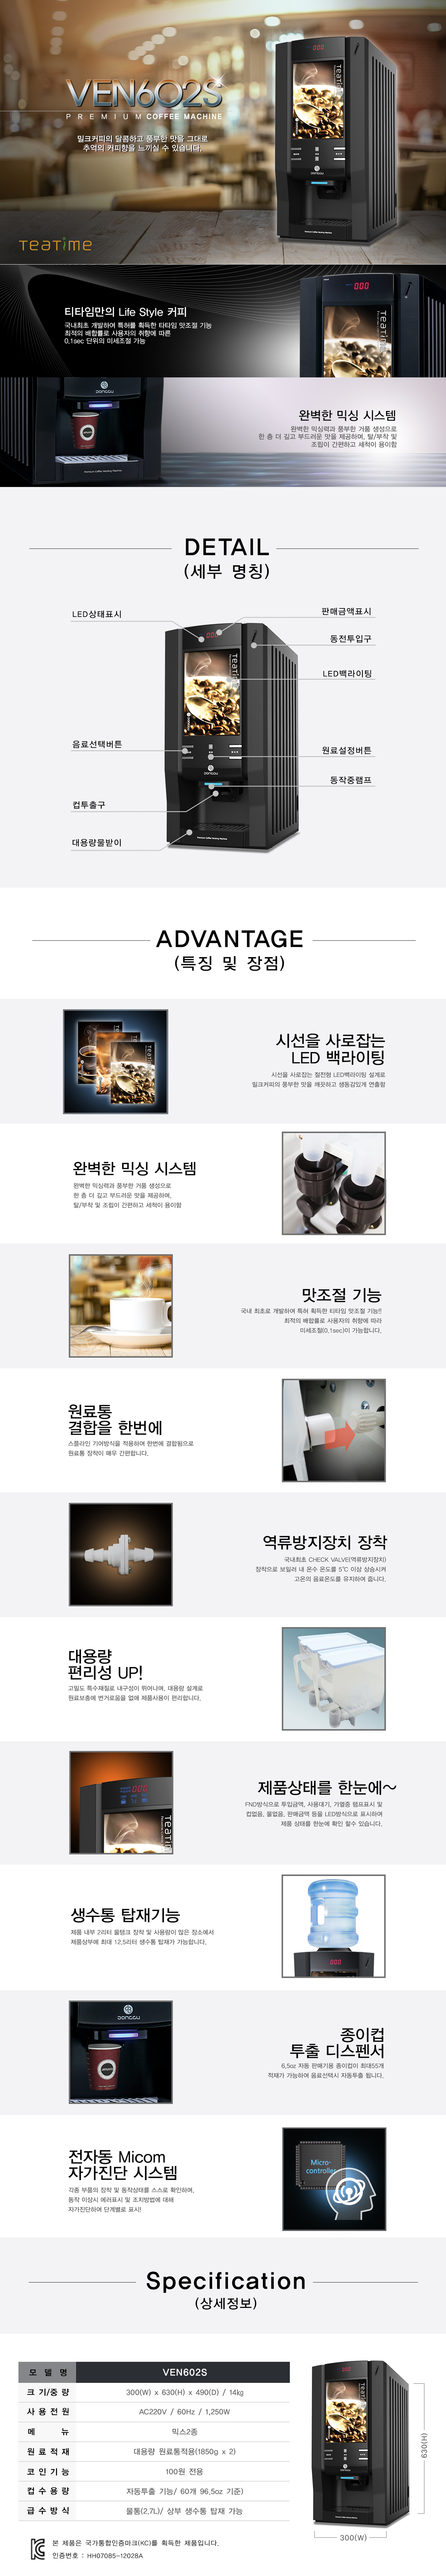 VEN602S
PREMIUM COFFEE MACHINE
밀크커피의 달콤하고 풍부한 맛을 그대로
추억의 커피향을 느끼실 수 있습니다.
TEATIME
티타임만의 Life Style 커피
국내최초 개발하여 특허를 획득한 티타임 맛조절 기능
최적의 배합률로 사용자의 취향에 따른
0.1sec 단위의 미세조절 가능
DONGGU
Premium Coffee Vending Machine
완벽한 믹싱 시스템
완벽한 믹싱력과 풍부한 거품 생성으로
한 층 더 깊고 부드러운 맛을 제공하며, 탈/부착 및
조립이 간편하고 세척이 용이함
DETAIL
(세부 명칭)
LED상태표시
판매금액표시
동전투입구
LED백라이팅
음료선택버튼
원료설정버튼
동작중램프
컵투출구
대용량물받이
ADVANTAGE
(특징 및 장점)
시선을 사로잡는
LED 백라이팅
시선을 사로잡는 절전형 LED백라이팅 설계로
밀크커피의 풍부한 맛을 깨끗하고 생동감있게 연출함
완벽한 믹싱 시스템
완벽한 믹싱력과 풍부한 거품 생성으로
한 층 더 깊고 부드러운 맛을 제공하며,
탈/부착 및 조립이 간편하고 세척이 용이함
맛조절 기능
국내 최초로 개발하여 특허 획득한 티타임 맛조절 기능!!
최적의 배합률로 사용자의 취향에 따라
미세조절(0.1sec)이 가능합니다.
원료통
결합을 한번에
스플라인 기어방식을 적용하여 한번에 결합됨으로
원료통 장착이 매우 간편합니다.
역류방지장치 장착
국내최초 CHECK VALVE(역류방지장치)
장착으로 보일러 내 온수 온도를 5℃ 이상 상승시켜
고온의 음료온도를 유지하여 줍니다.
대용량
편리성 UP!
고밀도 특수재질로 내구성이 뛰어나며, 대용량 설계로
원료보충에 번거로움을 없애 제품사용이 편리합니다.
제품상태를 한눈에~
FND방식으로 투입금액, 사용대기, 가열중 램프표시 및
컵없음, 물없음, 판매금액 등을 LED방식으로 표시하여
제품 상태를 한눈에 확인 할수 있습니다.
생수통 탑재기능
제품 내부 2리터 물탱크 장착 및 사용량이 많은 장소에서
제품상부에 최대 12.5리터 생수통 탑재가 가능합니다.
DONGGU
종이컵
투출 디스펜서
6.5oz 자동 판매기용 종이컵이 최대55개
적재가 가능하여 음료선택시 자동투출 됩니다.
전자동 Micom
자가진단 시스템
각종 부품의 장착 및 동작상태를 스스로 확인하며,
동작 이상시 에러표시 및 조치방법에 대해
자가진단하여 단계별로 표시!
Micro-
controller
Specification
(상세정보)
모 델 명 VEN602S
크 기/중 량 300(W) x 630(H) x 490(D) / 14㎏
사 용 전 원 AC220V / 60Hz / 1,250W
메 뉴 믹스2종
원 료 적 재 대용량 원료통적용(1850g x 2)
코 인 기 능 100원 전용
컵 수 용 량 자동투출 기능/ 60개 96.5oz 기준)
급 수 방 식 물통(2.7L)/ 상부 생수통 탑재 가능
630(H)
300(W)
본 제품은 국가통합인증마크(KC)를 획득한 제품입니다.
인증번호 : HH07085-12028A